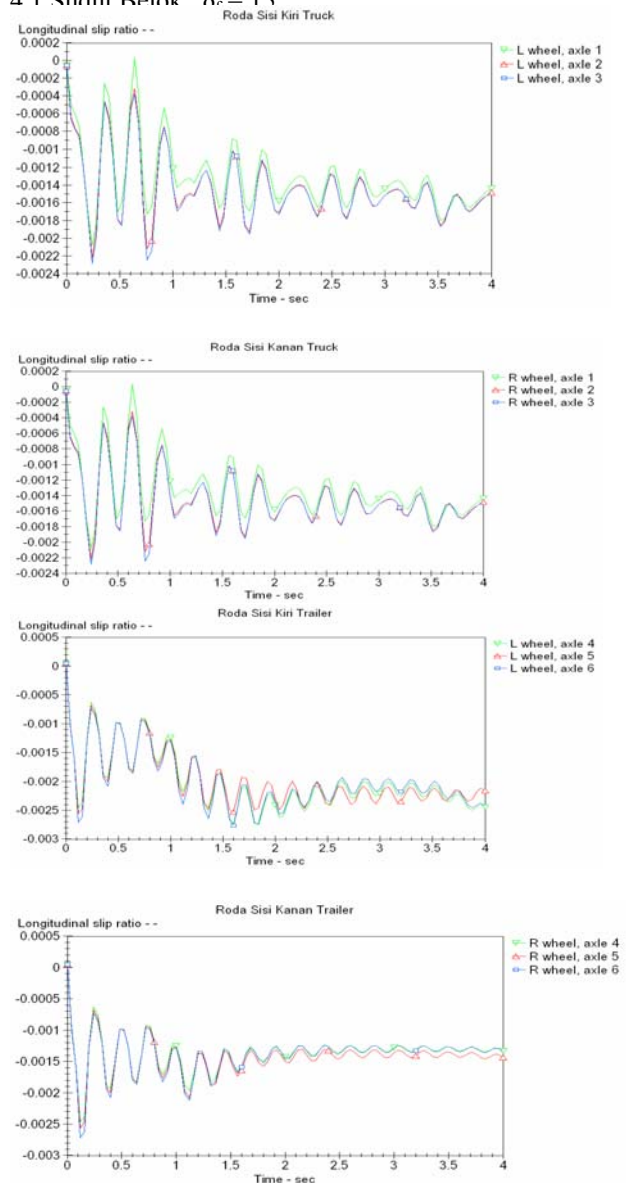 4.1 Sudut Belok
Roda Sisi Kiri Truck
Longitudinal slip ratio - -
0.0002
0
-0.0002
-0.0004
-0.0006
-0.0008
-0.001
-0.0012
-0.0014
-0.0016
-0.0018
-0.002
-0.0022
-0.0024
0 0.5 1 1.5 2 2.5 3 3.5 4
Time - sec
L wheel, axle 1
L wheel, axle 2
L wheel, axle 3
Roda Sisi Kanan Truck
Longitudinal slip ratio - -
0.0002
0
-0.0002
-0.0004
-0.0006
-0.0008
-0.001
-0.0012
-0.0014
-0.0016
-0.0018
-0.002
-0.0022
-0.0024
0 0.5 1 1.5 2 2.5 3 3.5 4
Time - sec
R wheel, axle 1
R wheel, axle 2
R wheel, axle 3
Roda Sisi Kiri Trailer
Longitudinal slip ratio - -
0.0005
0
-0.0005
-0.001
-0.0015
-0.002
-0.0025
-0.003
0 0.5 1 1.5 2 2.5 3 3.5 4
Time - sec
L wheel, axle 4
L wheel, axle 5
L wheel, axle 6
Roda Sisi Kanan Trailer
Longitudinal slip ratio - -
0.0005
0
-0.0005
-0.001
-0.0015
-0.002
-0.0025
-0.003
0 0.5 1 1.5 2 2.5 3 3.5 4
Time - sec
R wheel, axle 4
R wheel, axle 5
R wheel, axle 6